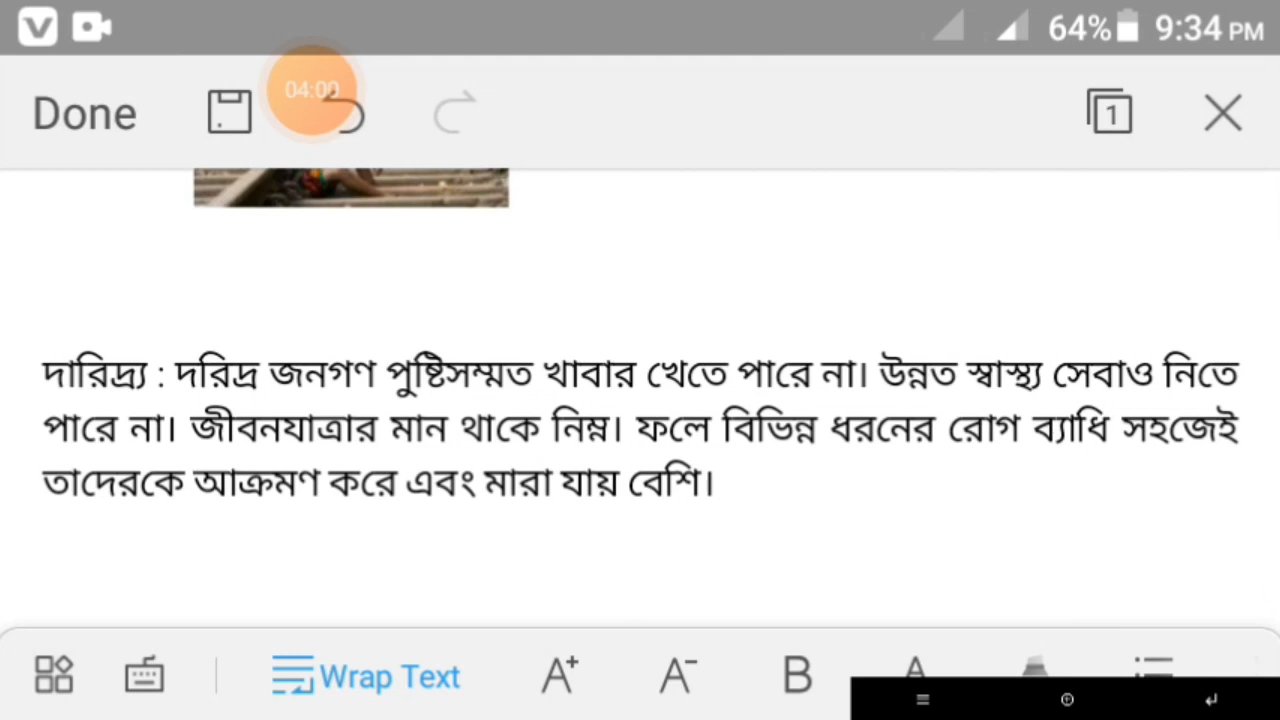 64% 9:34 PM
Done 04:00 1
দারিদ্র্য : দরিদ্র জনগণ পুষ্টিসম্মত খাবার খেতে পারে না। উন্নত স্বাস্থ্য সেবাও নিতে
পারে না। জীবনযাত্রার মান থাকে নিম্ন। ফলে বিভিন্ন ধরনের রোগ ব্যাধি সহজেই
তাদেরকে আক্রমণ করে এবং মারা যায় বেশি।
Wrap Text A+ A- B A